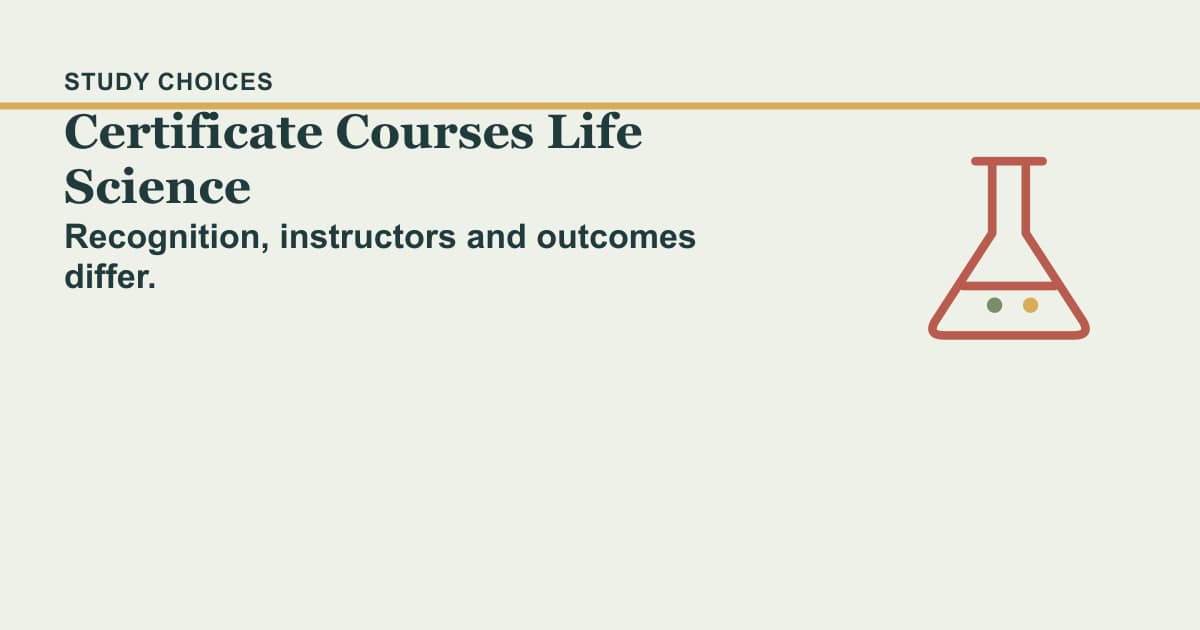 STUDY CHOICES
Certificate Courses Life
Science
Recognition, instructors and outcomes
differ.